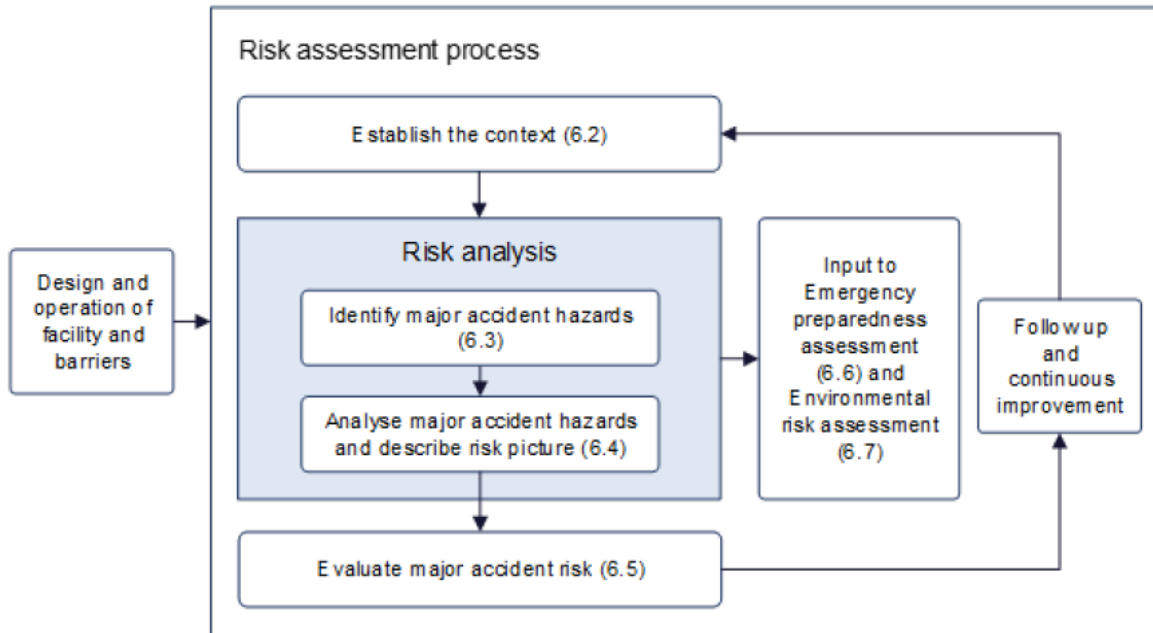 Risk assessment process
Establish the context (6.2)
Risk analysis
Identify major accident hazards
(6.3)
Analyse major accident hazards
and describe risk picture (6.4)
Evaluate major accident risk (6.5)
Design and
operation of
facility and
barriers
Input to
Emergency
preparedness
assessment
(6.6) and
Environmental
risk assessment
(6.7)
Follow up
and
continuous
improvement